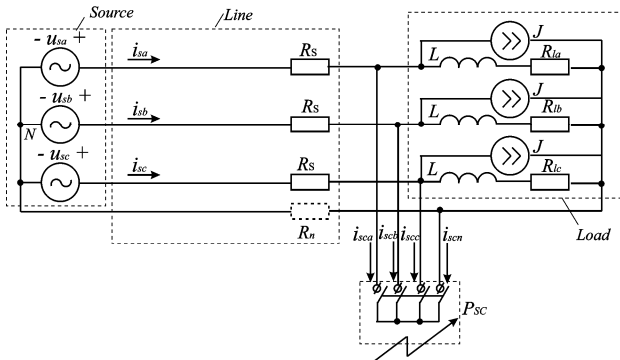 Source
Line
- usa +
isa
Rs
J
L
Rla
- usb +
isb
Rs
J
L
Rlb
N
- usc +
isc
Rs
J
L
Rlc
Rn
isca iscb iscc iscn
Load
PSC